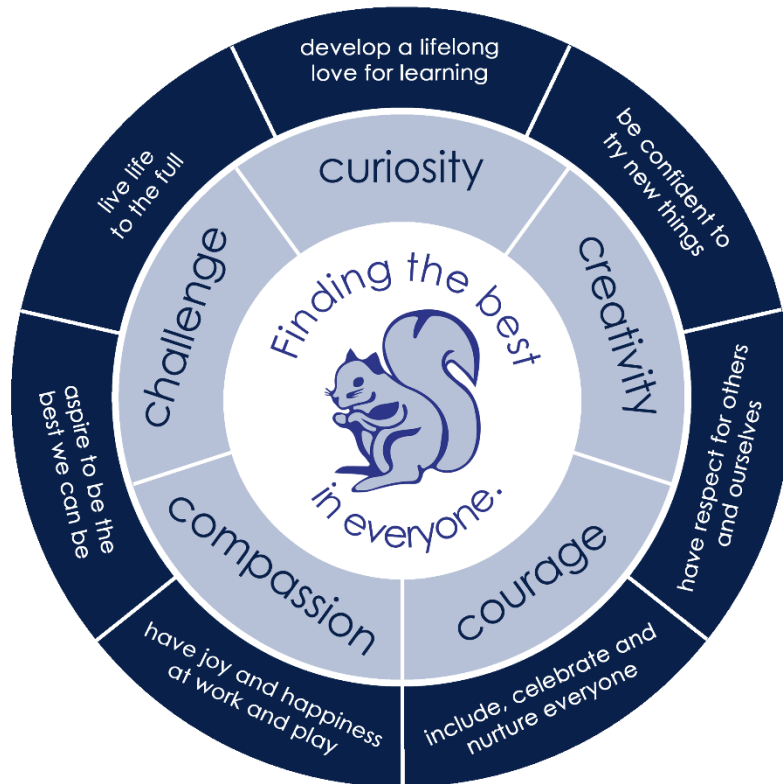 develop a lifelong
love for learning
be confident to
try new things
have respect for others
and ourselves
include, celebrate and
nurture everyone
have joy and happiness
at work and play
aspire to be the
best we can be
live life
to the full
curiosity
creativity
courage
compassion
challenge
Finding the best
in everyone.